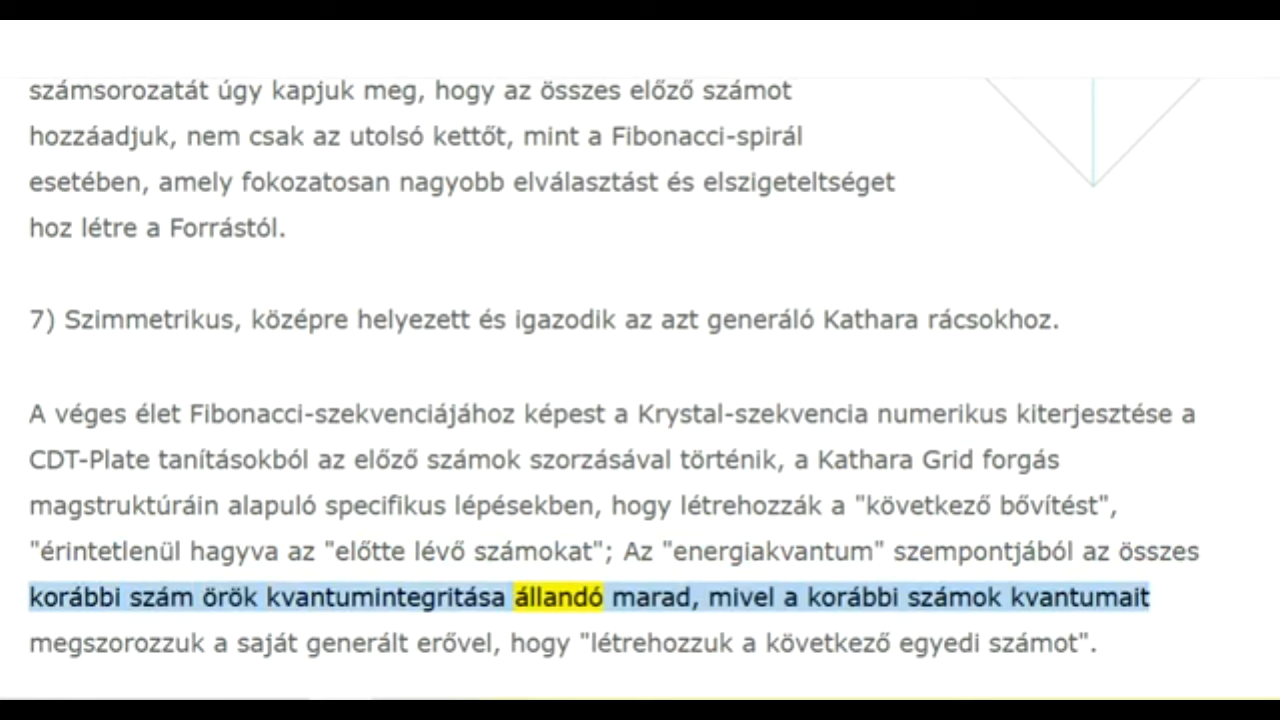 számsorozatát úgy kapjuk meg, hogy az összes előző számot
hozzáadjuk, nem csak az utolsó kettőt, mint a Fibonacci-spirál
esetében, amely fokozatosan nagyobb elválasztást és elszigeteltséget
hoz létre a Forrástól.
7) Szimmetrikus, középre helyezett és igazodik az azt generáló Kathara rácsokhoz.
A véges élet Fibonacci-szekvenciájához képest a Krystal-szekvencia numerikus kiterjesztése a
CDT-Plate tanításokból az előző számok szorzásával történik, a Kathara Grid forgás
magstruktúráin alapuló specifikus lépésekben, hogy létrehozzák a "következő bővítést",
"érintetlenül hagyva az "előtte lévő számokat"; Az "energiakvantum" szempontjából az összes
korábbi szám örök kvantumintegritása állandó marad, mivel a korábbi számok kvantumait
megszorozzuk a saját generált erővel, hogy "létrehozzuk a következő egyedi számot".